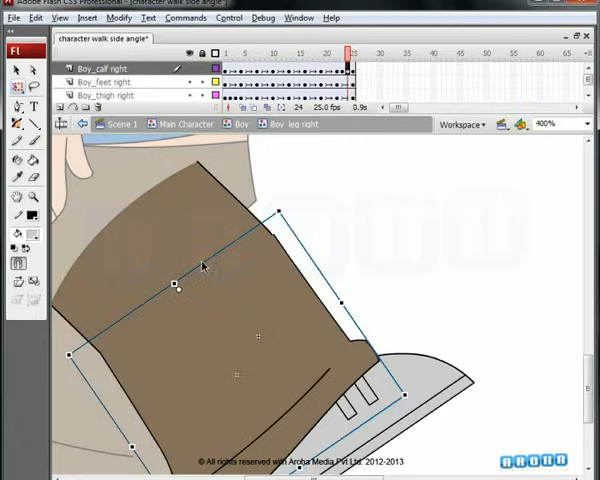 Adobe Flash CS3 Professional - [character walk side angle*]
File Edit View Insert Modify Text Commands Control Debug Window Help
Fl
character walk side angle*
1 5 10 15 20 25 30 35 40 45 50 55 60 65
Boy_calf right
Boy_feet right
Boy_thigh right
24 25.0 fps 0.9s
Scene 1 Main Character Boy Boy_leg right Workspace 400%
© All rights reserved with Aroha Media Pvt Ltd. 2012-2013